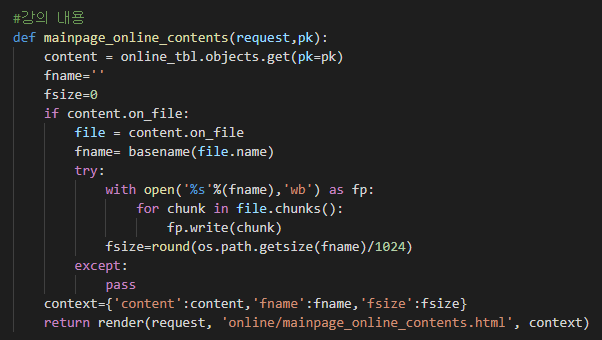 #강의 내용
def mainpage_online_contents(request,pk):
    content = online_tbl.objects.get(pk=pk)
    fname=''
    fsize=0
    if content.on_file:
        file = content.on_file
        fname= basename(file.name)
        try:
            with open('%s'%(fname),'wb') as fp:
                for chunk in file.chunks():
                    fp.write(chunk)
            fsize=round(os.path.getsize(fname)/1024)
        except:
            pass
    context={'content':content,'fname':fname,'fsize':fsize}
    return render(request, 'online/mainpage_online_contents.html', context)